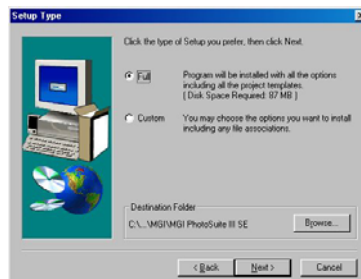 Setup Type
Click the type of Setup you prefer, then click Next.
Full
Program will be installed with all the options
including all the project templates.
( Disk Space Required: 87 MB )
Custom
You may choose the options you want to install
including any file associations.
Destination Folder
C:\...\MGI\MGI PhotoSuite III SE
Browse...
< Back
Next >
Cancel